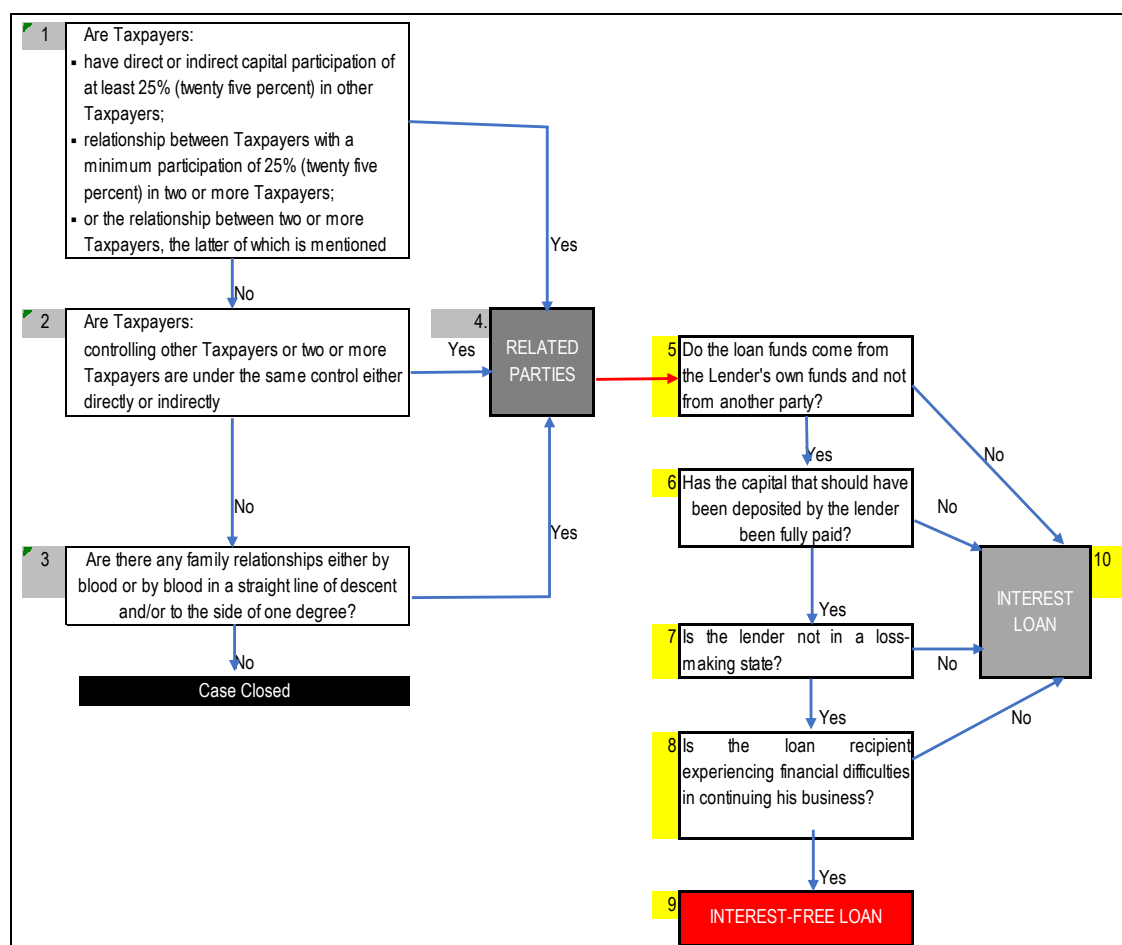 1
Are Taxpayers:
▪ have direct or indirect capital participation of
at least 25% (twenty five percent) in other
Taxpayers;
▪ relationship between Taxpayers with a
minimum participation of 25% (twenty five
percent) in two or more Taxpayers;
▪ or the relationship between two or more
Taxpayers, the latter of which is mentioned
Yes
No
2
Are Taxpayers:
controlling other Taxpayers or two or more
Taxpayers are under the same control either
directly or indirectly
Yes
No
3
Are there any family relationships either by
blood or by blood in a straight line of descent
and/or to the side of one degree?
Yes
No
Case Closed
4.
RELATED
PARTIES
5
Do the loan funds come from
the Lender's own funds and not
from another party?
No
Yes
6
Has the capital that should have
been deposited by the lender
been fully paid?
No
Yes
7
Is the lender not in a loss-
making state?
No
Yes
8
Is the loan recipient
experiencing financial difficulties
in continuing his business?
No
Yes
9
INTEREST-FREE LOAN
10
INTEREST
LOAN